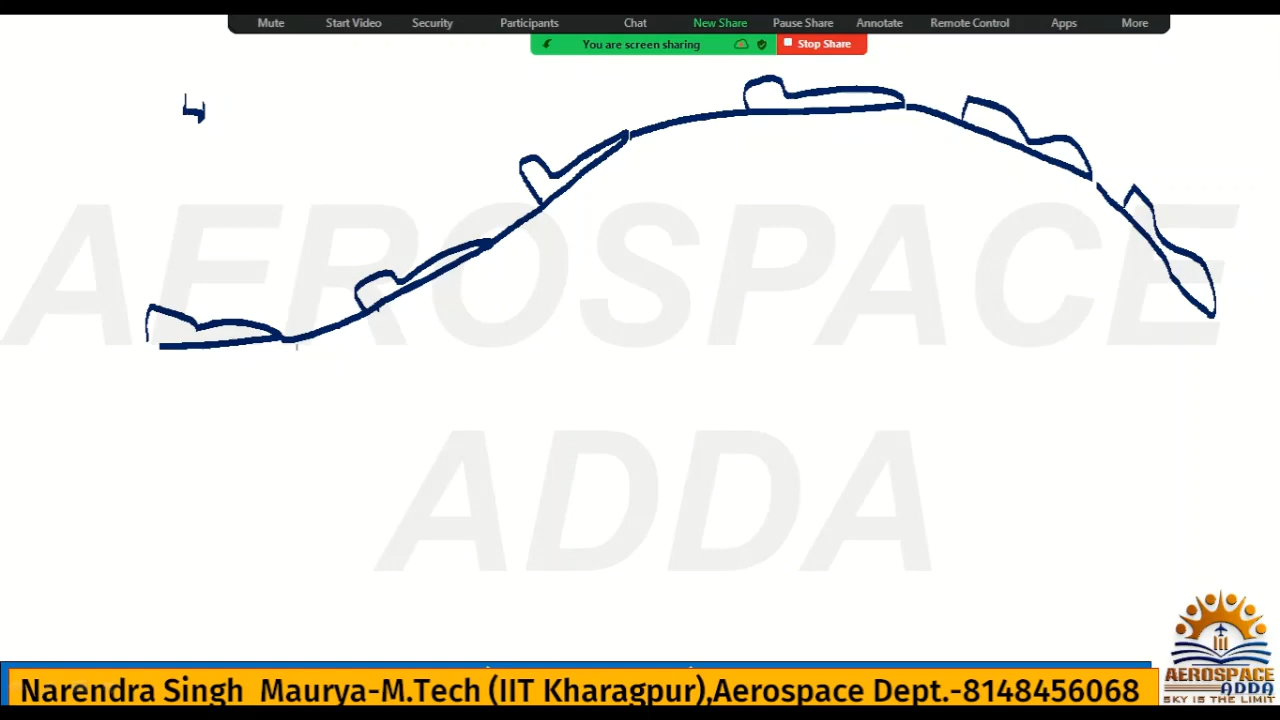 Mute Start Video Security Participants Chat New Share Pause Share Annotate Remote Control Apps More
You are screen sharing Stop Share
AEROSPACE
ADDA
AEROSPACE
ADDA
SKY IS THE LIMIT
Narendra Singh Maurya-M.Tech (IIT Kharagpur),Aerospace Dept.-8148456068